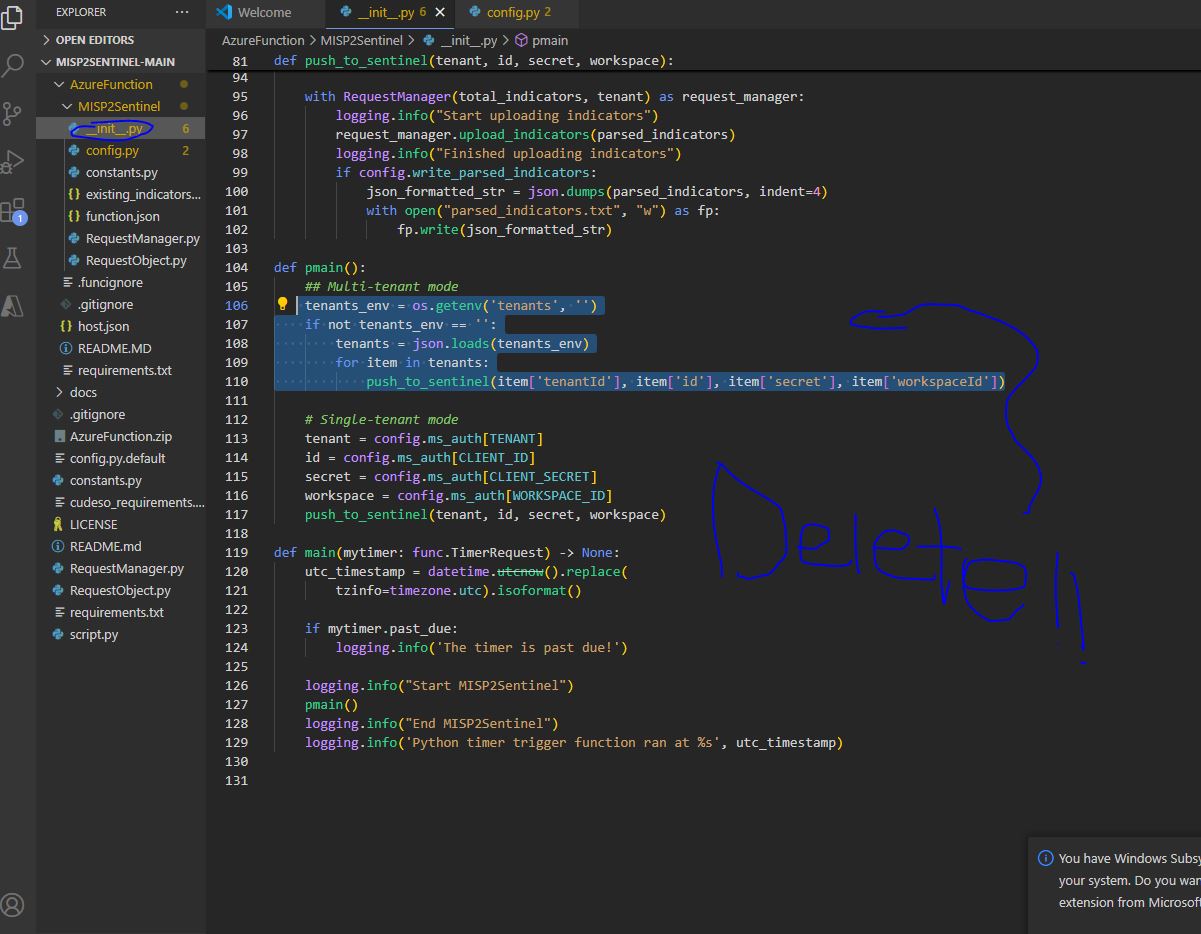 EXPLORER ···
OPEN EDITORS
MISP2SENTINEL-MAIN
AzureFunction
MISP2Sentinel
__init__.py 6
config.py 2
constants.py
existing_indicators...
function.json
RequestManager.py
RequestObject.py
.funcignore
.gitignore
host.json
README.MD
requirements.txt
docs
.gitignore
AzureFunction.zip
config.py.default
constants.py
cudeso_requirements....
LICENSE
README.md
RequestManager.py
RequestObject.py
requirements.txt
script.py
1
Welcome __init__.py 6 config.py 2
AzureFunction > MISP2Sentinel > __init__.py > pmain
81 def push_to_sentinel(tenant, id, secret, workspace):
94
95 with RequestManager(total_indicators, tenant) as request_manager:
96 logging.info("Start uploading indicators")
97 request_manager.upload_indicators(parsed_indicators)
98 logging.info("Finished uploading indicators")
99 if config.write_parsed_indicators:
100 json_formatted_str = json.dumps(parsed_indicators, indent=4)
101 with open("parsed_indicators.txt", "w") as fp:
102 fp.write(json_formatted_str)
103
104 def pmain():
105 ## Multi-tenant mode
106 tenants_env = os.getenv('tenants', '')
107 if not tenants_env == '':
108 tenants = json.loads(tenants_env)
109 for item in tenants:
110 push_to_sentinel(item['tenantId'], item['id'], item['secret'], item['workspaceId'])
111
112 # Single-tenant mode
113 tenant = config.ms_auth[TENANT]
114 id = config.ms_auth[CLIENT_ID]
115 secret = config.ms_auth[CLIENT_SECRET]
116 workspace = config.ms_auth[WORKSPACE_ID]
117 push_to_sentinel(tenant, id, secret, workspace)
118
119 def main(mytimer: func.TimerRequest) -> None:
120 utc_timestamp = datetime.utcnow().replace(
121 tzinfo=timezone.utc).isoformat()
122
123 if mytimer.past_due:
124 logging.info('The timer is past due!')
125
126 logging.info("Start MISP2Sentinel")
127 pmain()
128 logging.info("End MISP2Sentinel")
129 logging.info('Python timer trigger function ran at %s', utc_timestamp)
130
131
Delete!!
You have Windows Subsy
your system. Do you wan
extension from Microsoft